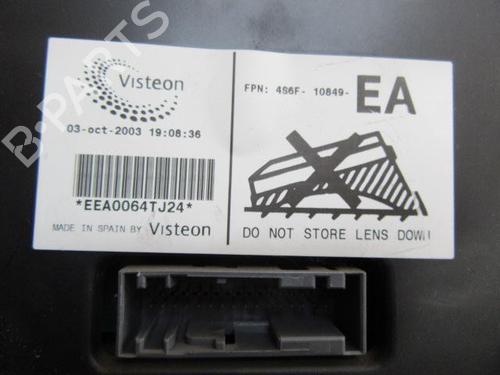 Visteon
03-oct-2003 19:08:36
*EEA0064TJ24*
MADE IN SPAIN BY Visteon
FPN: 4S6F- 10849- EA
DO NOT STORE LENS DOWN
B-PARTS